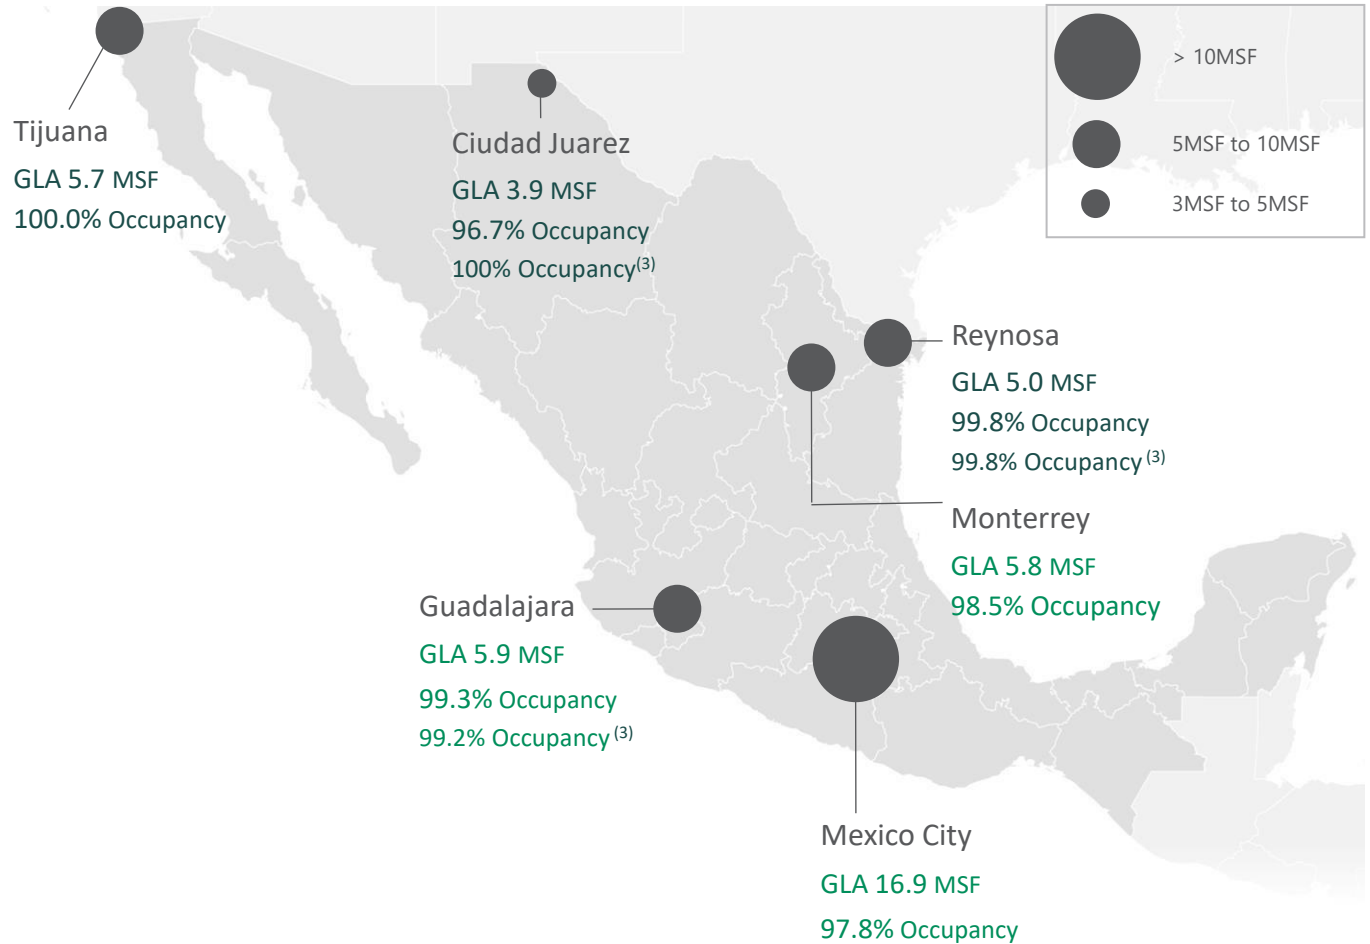 Tijuana
GLA 5.7 MSF
100.0% Occupancy
Ciudad Juarez
GLA 3.9 MSF
96.7% Occupancy
100% Occupancy(3)
> 10MSF
5MSF to 10MSF
3MSF to 5MSF
Reynosa
GLA 5.0 MSF
99.8% Occupancy
99.8% Occupancy (3)
Monterrey
GLA 5.8 MSF
98.5% Occupancy
Guadalajara
GLA 5.9 MSF
99.3% Occupancy
99.2% Occupancy (3)
Mexico City
GLA 16.9 MSF
97.8% Occupancy